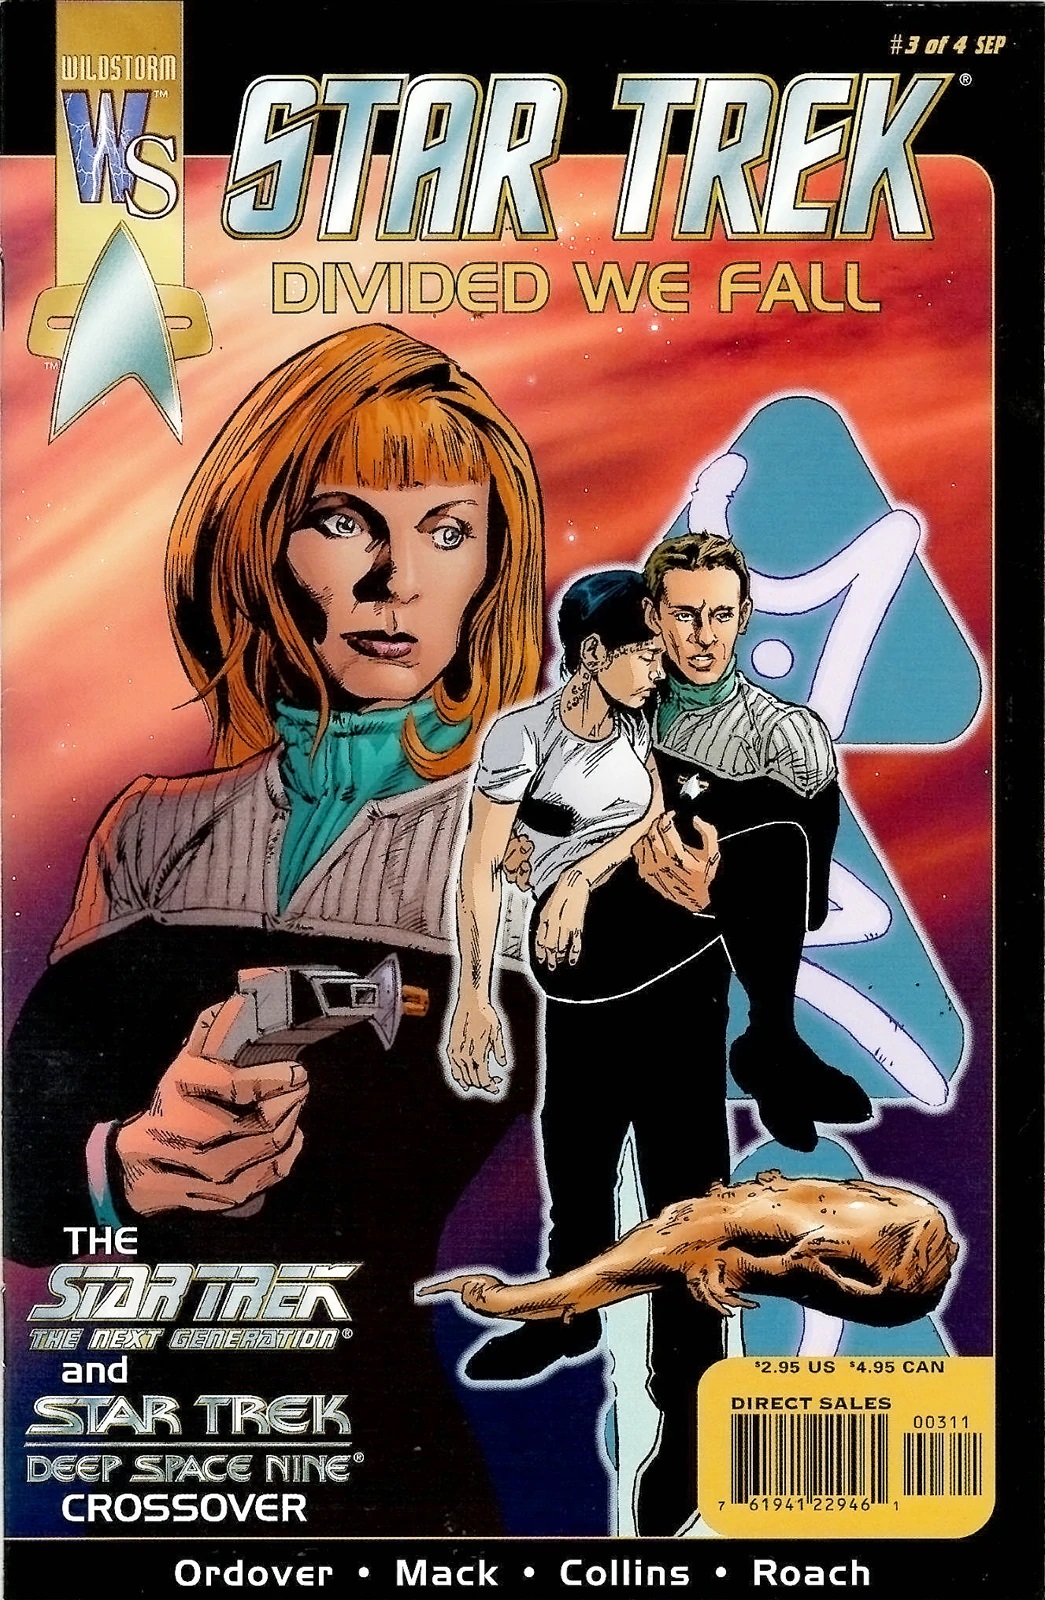 #3 of 4 SEP
WILDSTORM
WS™
STAR TREK®
DIVIDED WE FALL
™
THE
STAR TREK
THE NEXT GENERATION®
and
STAR TREK
DEEP SPACE NINE®
CROSSOVER
$2.95 US $4.95 CAN
DIRECT SALES
00311
7 61941 22946 1
Ordover • Mack • Collins • Roach